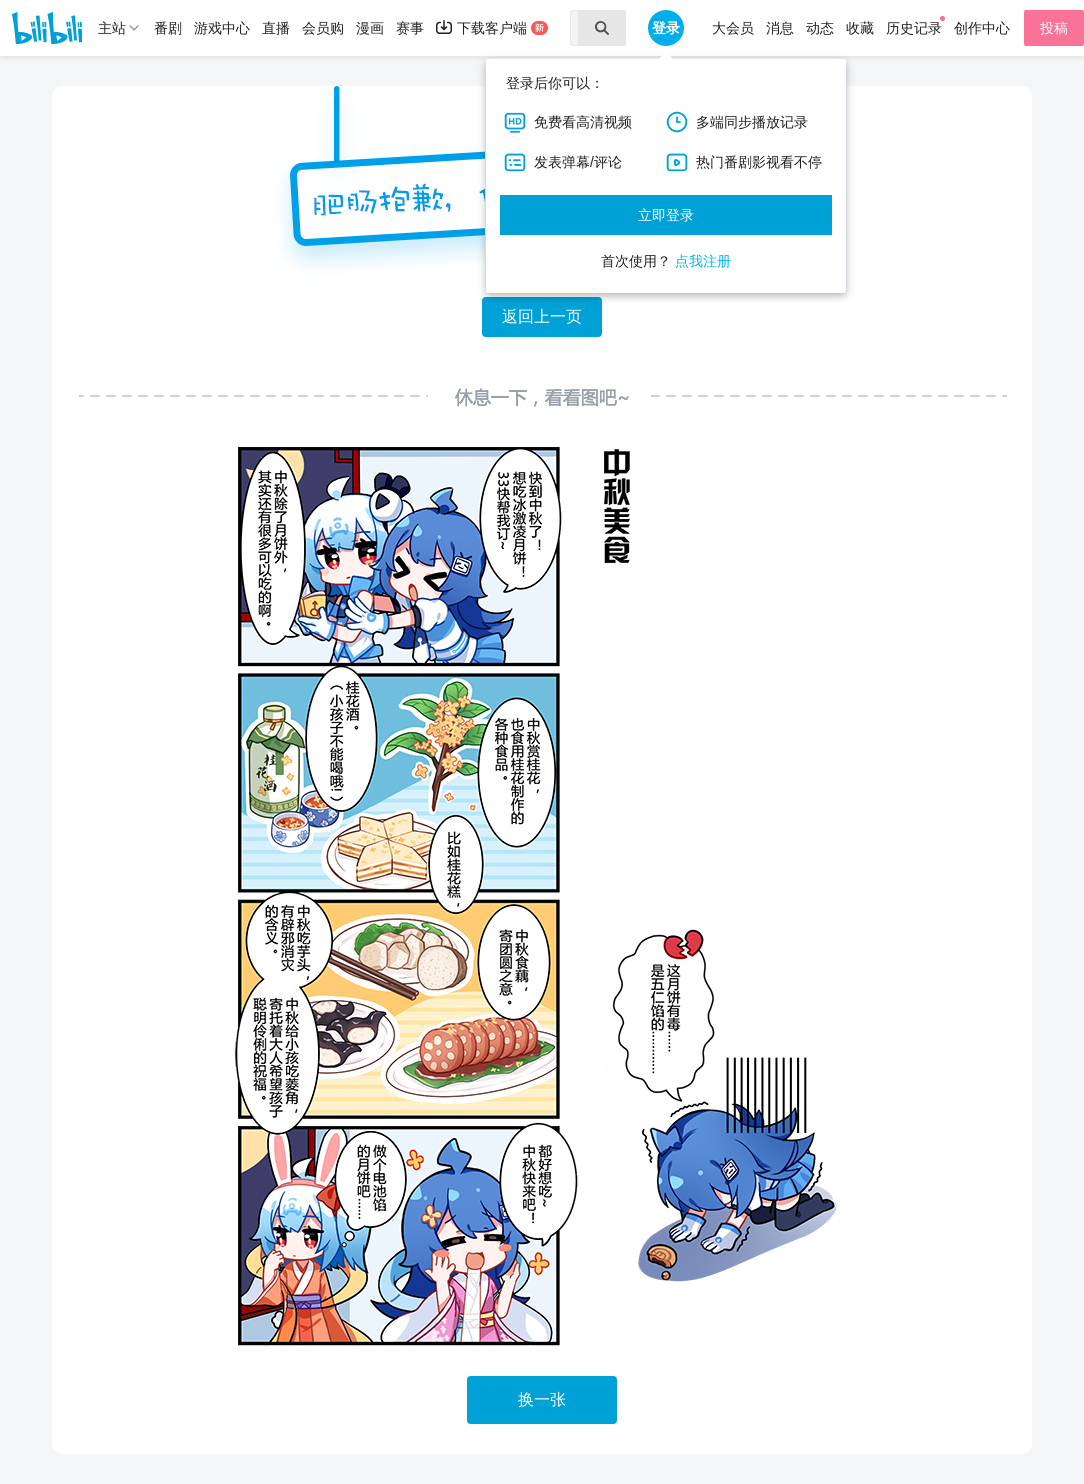 bilibili 主站 番剧 游戏中心 直播 会员购 漫画 赛事 下载客户端 新 登录 大会员 消息 动态 收藏 历史记录 创作中心 投稿
登录后你可以：
HD 免费看高清视频 多端同步播放记录
发表弹幕/评论 热门番剧影视看不停
立即登录
首次使用？ 点我注册
肥肠抱歉，
返回上一页
休息一下，看看图吧~
中秋美食
快到中秋了！
想吃冰激凌月饼！
33快帮我订~
中秋除了月饼外，
其实还有很多可以吃的啊。
中秋赏桂花，
也食用桂花制作的
各种食品。
桂花酒。
（小孩子不能喝哦!）
桂花酒
比如桂花糕，
中秋食藕，
寄团圆之意。
中秋吃芋头，
有辟邪消灾
的含义。
中秋给小孩吃菱角，
寄托着大人希望孩子
聪明伶俐的祝福。
都好想吃~
中秋快来吧！
做个电池馅
的月饼吧……
这月饼有毒……
是五仁馅的…………
换一张